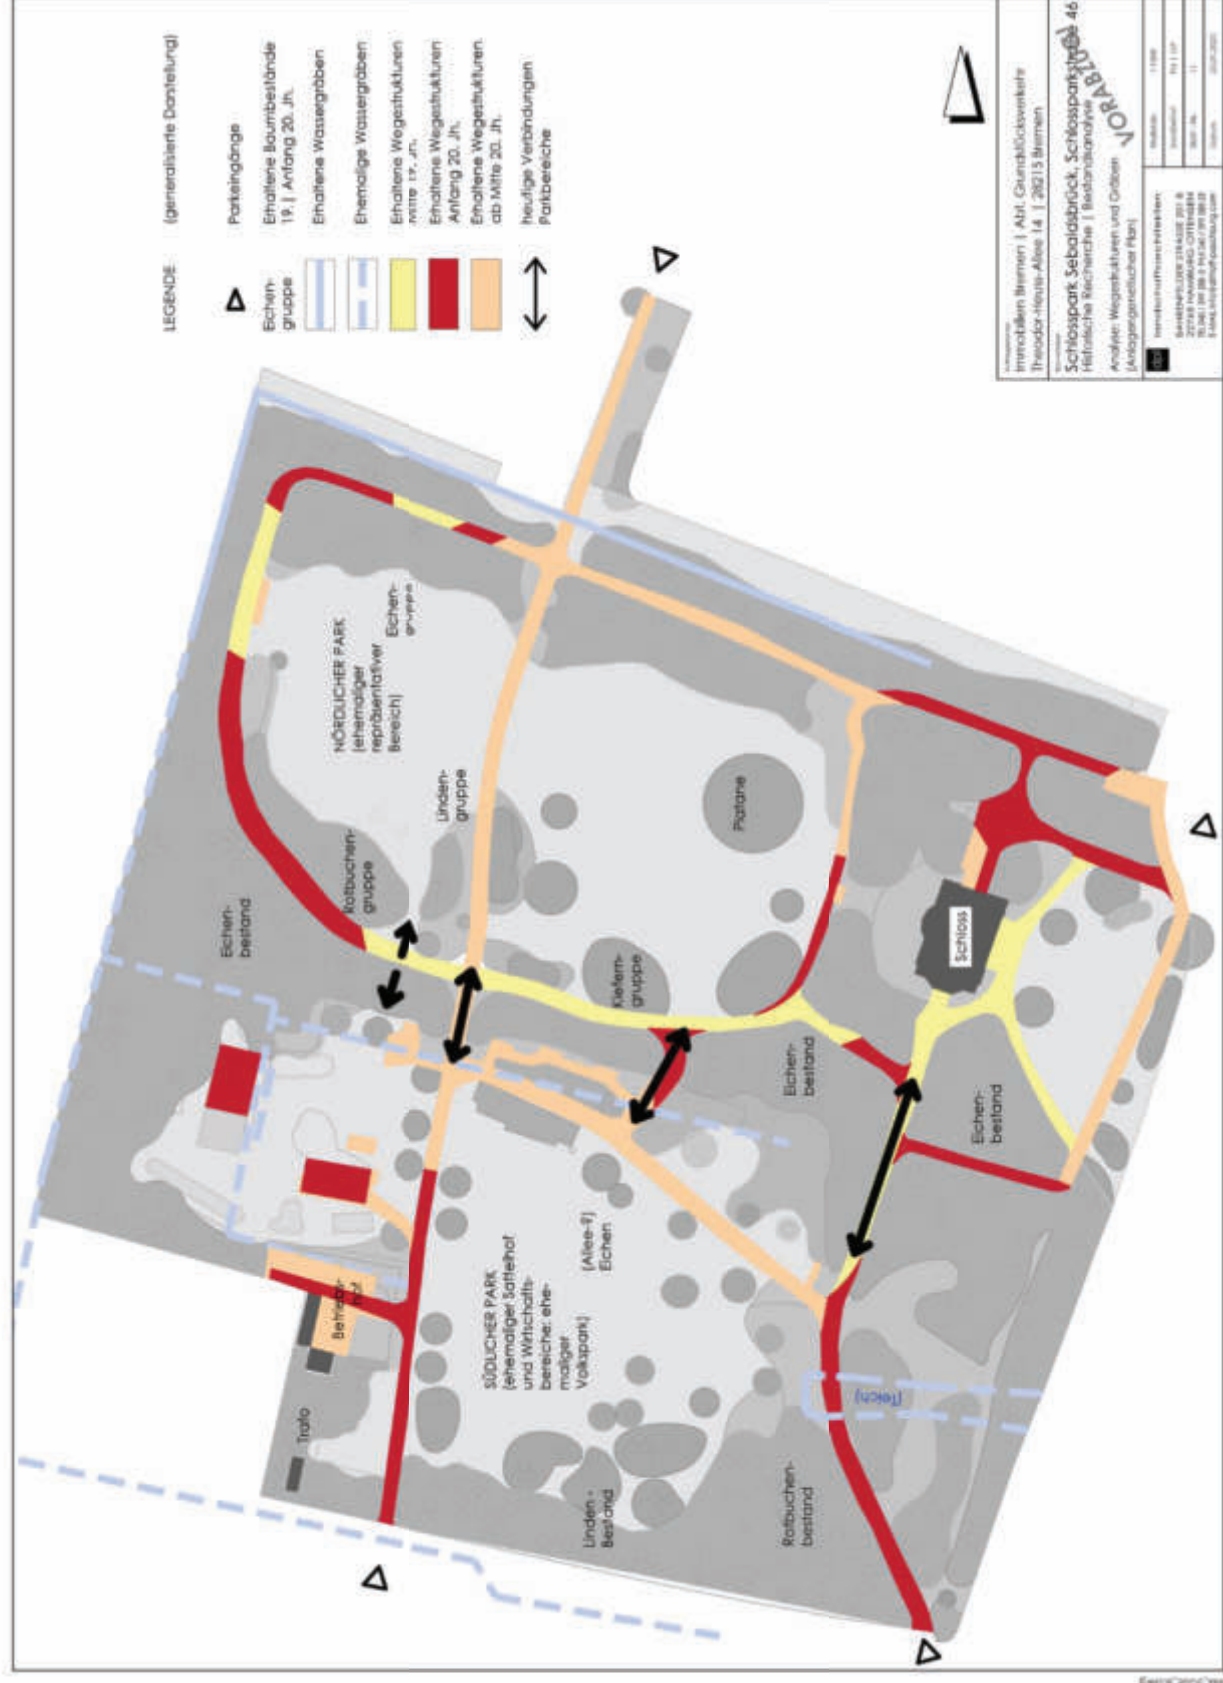 LEGENDE (generalisierte Darstellung)
Parkeingänge
Eichen-
gruppe
Erhaltene Baumbestände
19. | Anfang 20. Jh.
Erhaltene Wassergräben
Ehemalige Wassergräben
Erhaltene Wegestrukturen
Mitte 19. Jh.
Erhaltene Wegestrukturen
Anfang 20. Jh.
Erhaltene Wegestrukturen
ab Mitte 20. Jh.
heutige Verbindungen
Parkbereiche
Eichen-
bestand
Rotbuchen-
gruppe
NÖRDLICHER PARK
(ehemaliger
repräsentativer
Bereich)
Eichen-
gruppe
Linden-
gruppe
Trafo
Betriebs-
hof
SÜDLICHER PARK
(ehemaliger Sattelhof
und Wirtschafts-
bereiche; ehe-
maliger
Volkspark)
(Allee-?)
Eichen
Linden -
Bestand
Kiefern-
gruppe
Platane
Rotbuchen-
bestand
Eichen-
bestand
(Teich)
Schloss
Eichen-
bestand
Immobilien Bremen | Abt. Grundstücksverkehr
Theodor-Heuss-Allee 14 | 28215 Bremen
Schlosspark Sebaldsbrück, Schlossparkstraße 46
Historische Recherche | Bestandsanalyse
VORABZUG!
Analyse: Wegestrukturen und Gräben
(Anlagengenetischer Plan)
dpl
landschaftsarchitekten